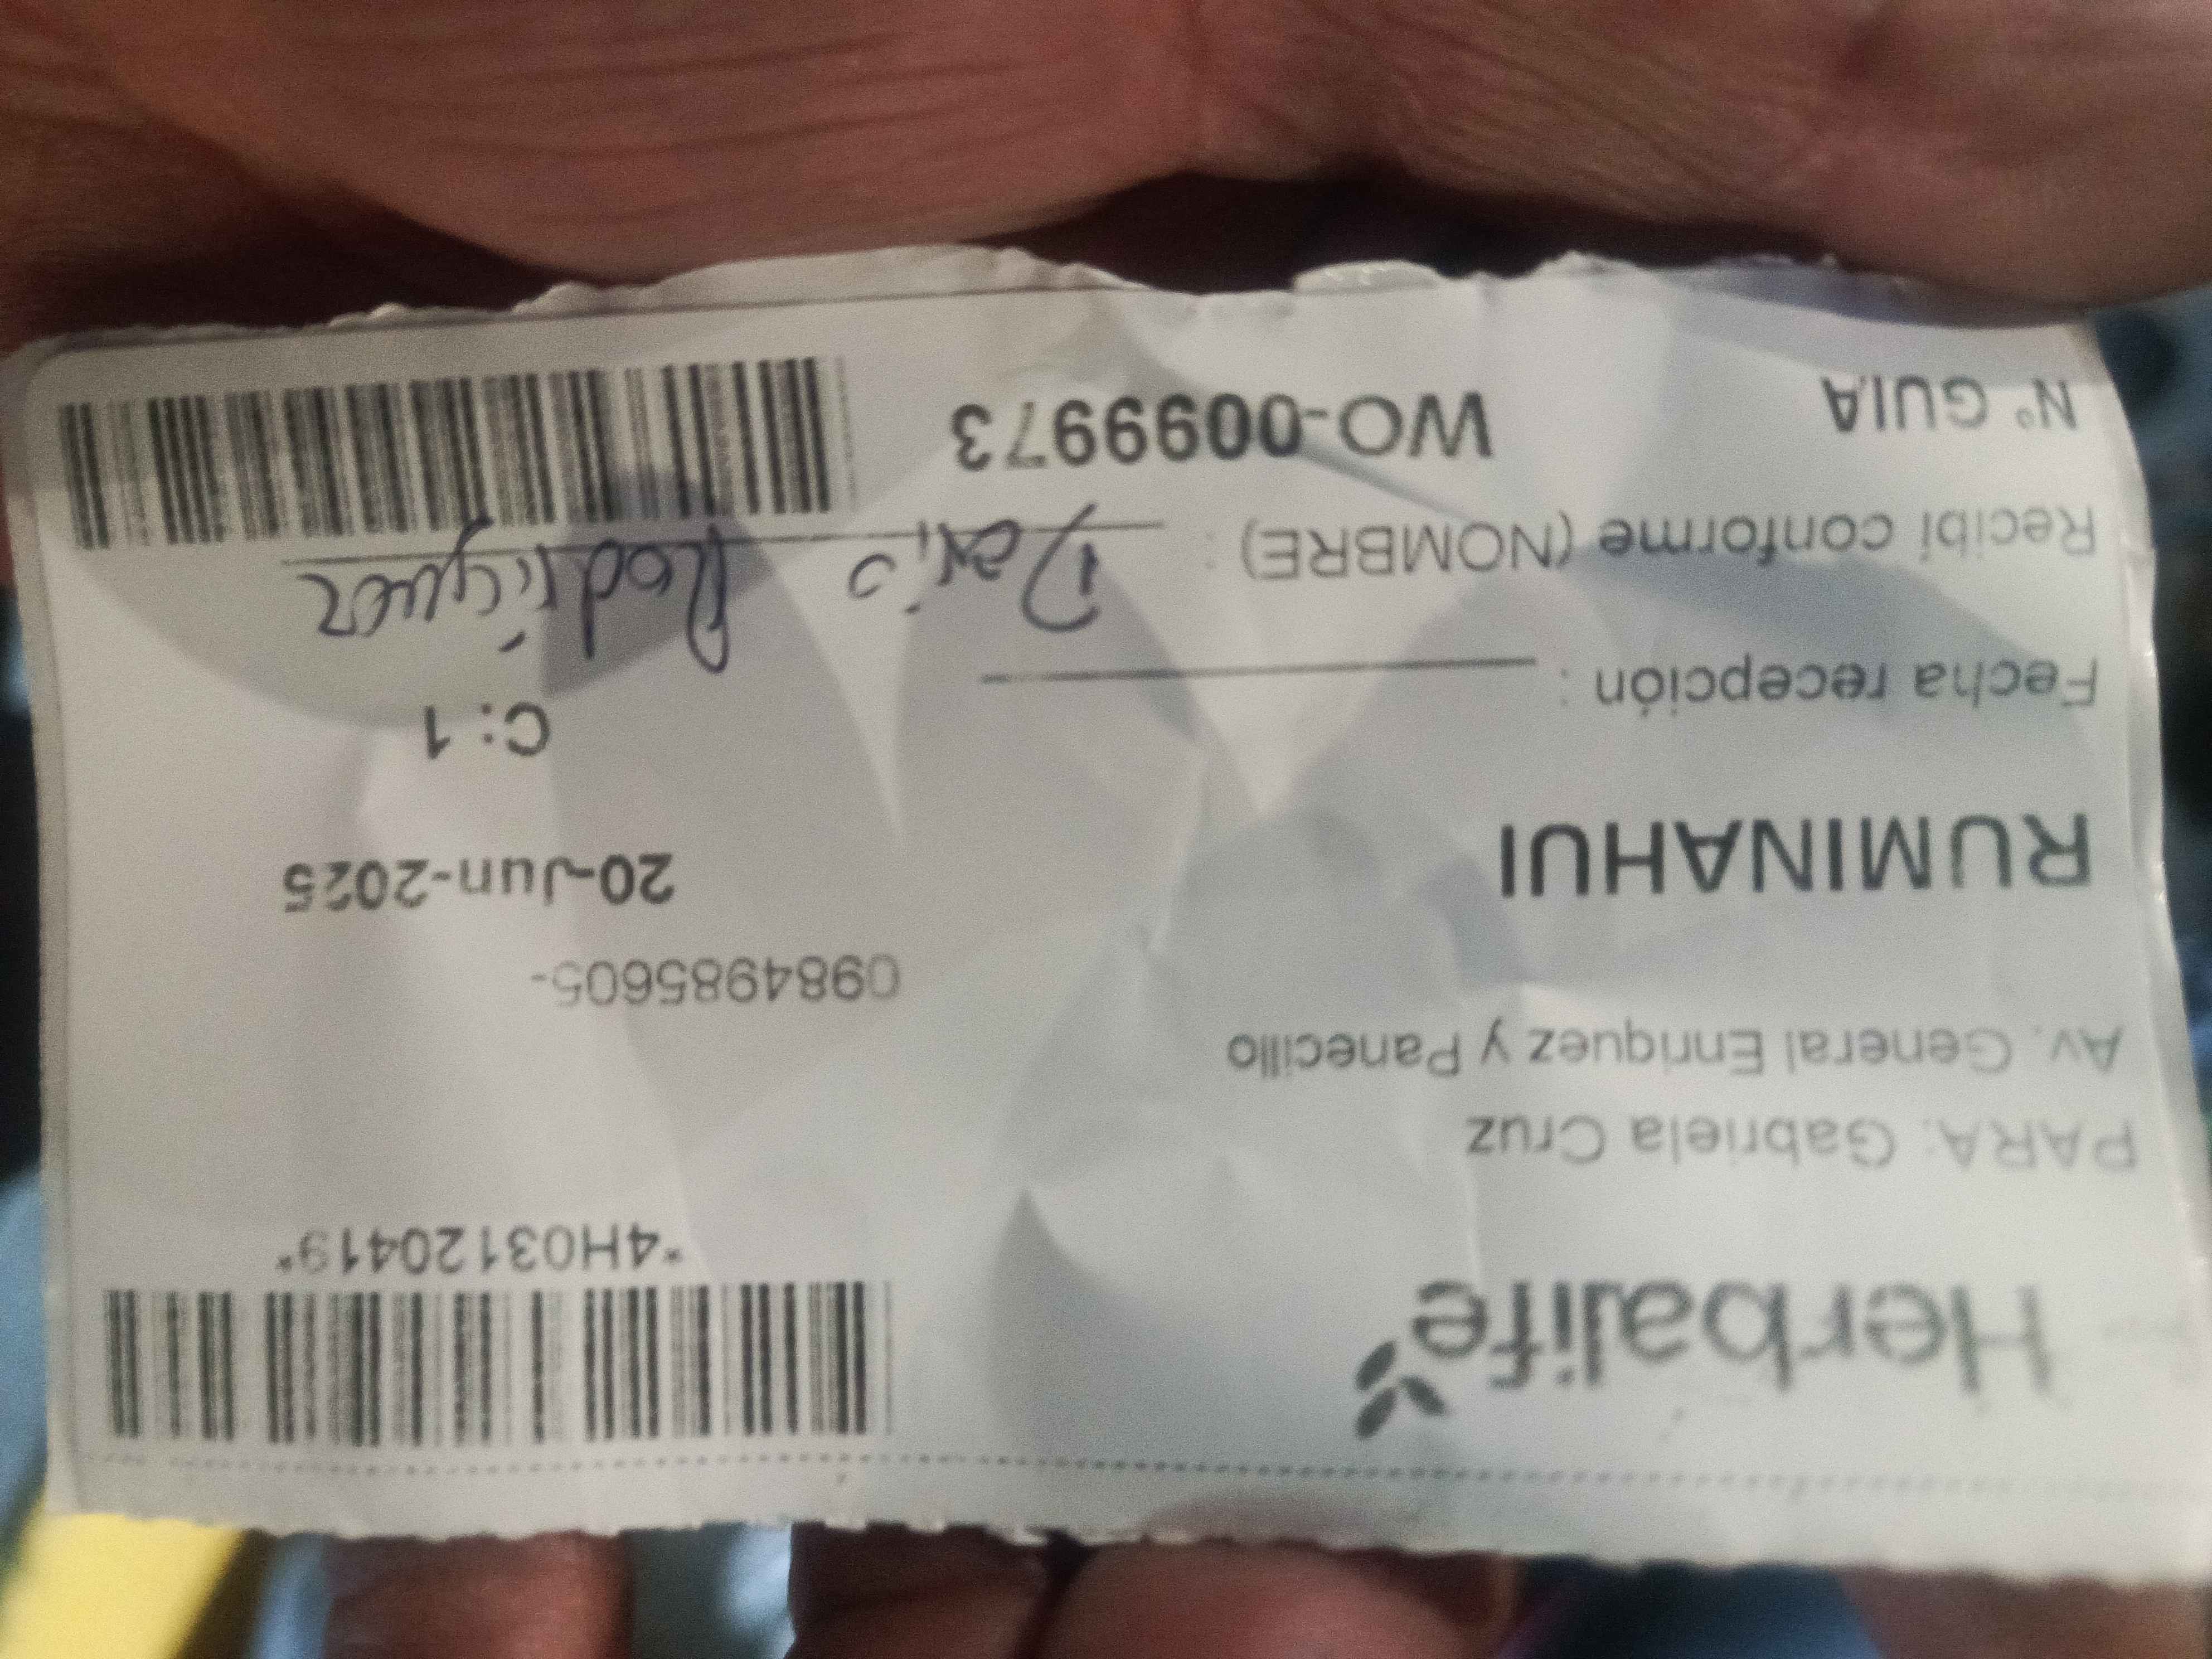 Herbalife
*4H03120419*
PARA: Gabriela Cruz
Av. General Enriquez y Panecillo
0984985605-
RUMINAHUI 20-Jun-2025
C: 1
Fecha recepción :
Recibí conforme (NOMBRE) : Dario Rodríguez
N° GUIA WO-0099973